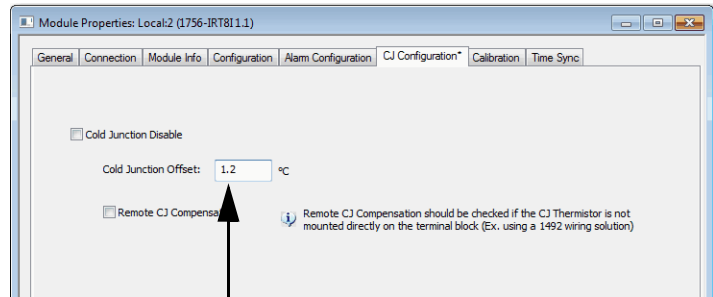 Module Properties: Local:2 (1756-IRT8I 1.1)
General Connection Module Info Configuration Alarm Configuration CJ Configuration* Calibration Time Sync
Cold Junction Disable
Cold Junction Offset: 1.2 °C
Remote CJ
Remote CJ Compensation should be checked if the CJ Thermistor is not
mounted directly on the terminal block (Ex. using a 1492 wiring solution)